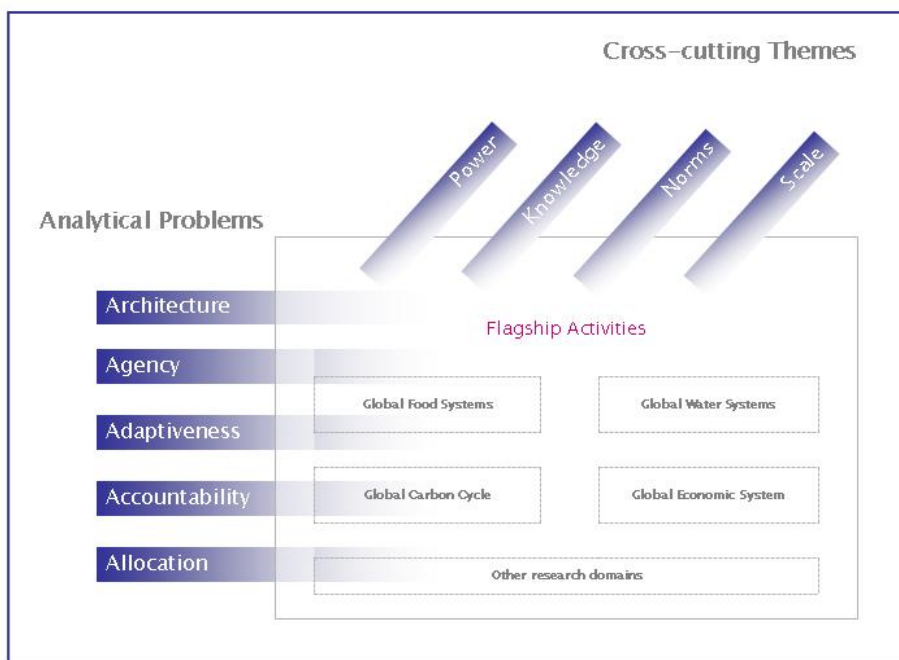 Cross-cutting Themes
Power
Knowledge
Norms
Scale
Analytical Problems
Architecture
Flagship Activities
Agency
Global Food Systems
Global Water Systems
Adaptiveness
Accountability
Global Carbon Cycle
Global Economic System
Allocation
Other research domains